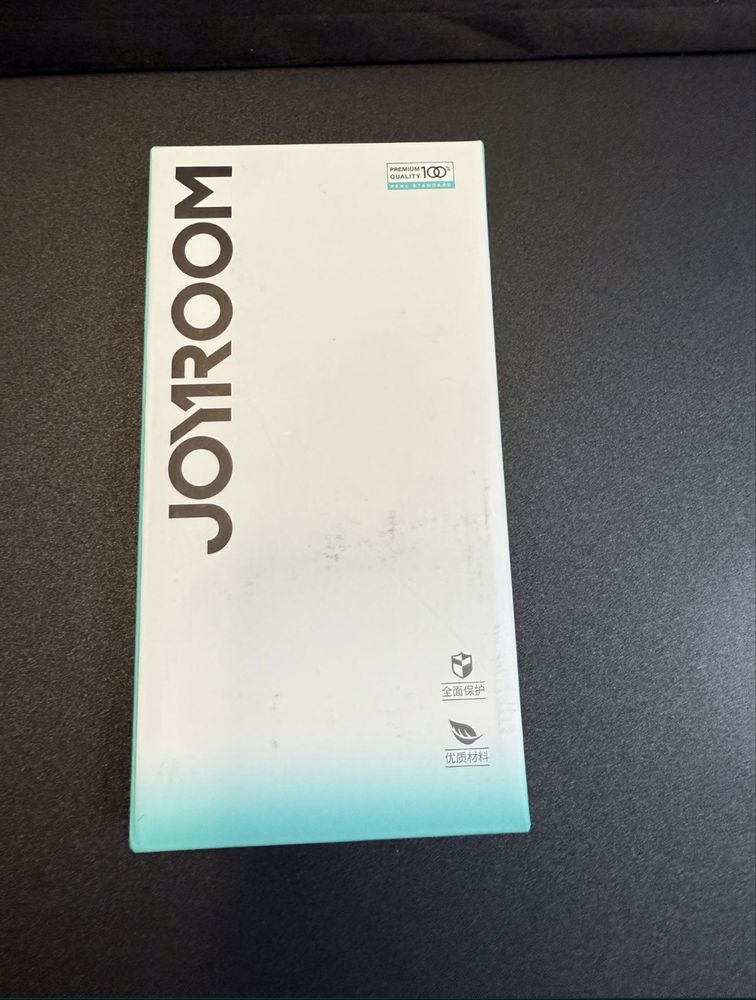 JOYROOM
PREMIUM
QUALITY
100%
REAL STANDARD
全面保护
优质材料